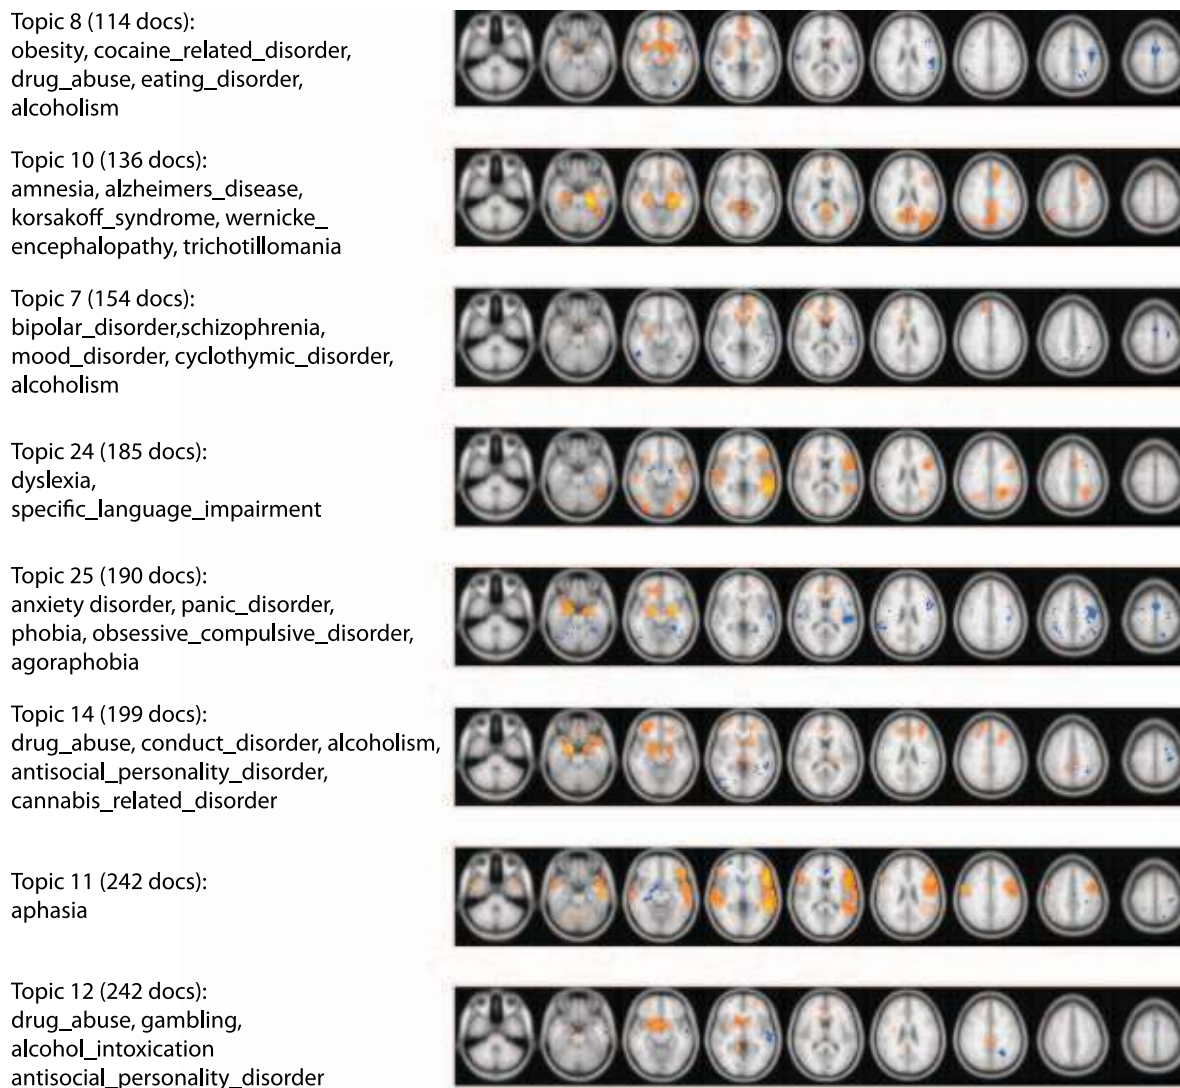 Topic 8 (114 docs):
obesity, cocaine_related_disorder,
drug_abuse, eating_disorder,
alcoholism
Topic 10 (136 docs):
amnesia, alzheimers_disease,
korsakoff_syndrome, wernicke_
encephalopathy, trichotillomania
Topic 7 (154 docs):
bipolar_disorder,schizophrenia,
mood_disorder, cyclothymic_disorder,
alcoholism
Topic 24 (185 docs):
dyslexia,
specific_language_impairment
Topic 25 (190 docs):
anxiety disorder, panic_disorder,
phobia, obsessive_compulsive_disorder,
agoraphobia
Topic 14 (199 docs):
drug_abuse, conduct_disorder, alcoholism,
antisocial_personality_disorder,
cannabis_related_disorder
Topic 11 (242 docs):
aphasia
Topic 12 (242 docs):
drug_abuse, gambling,
alcohol_intoxication
antisocial_personality_disorder